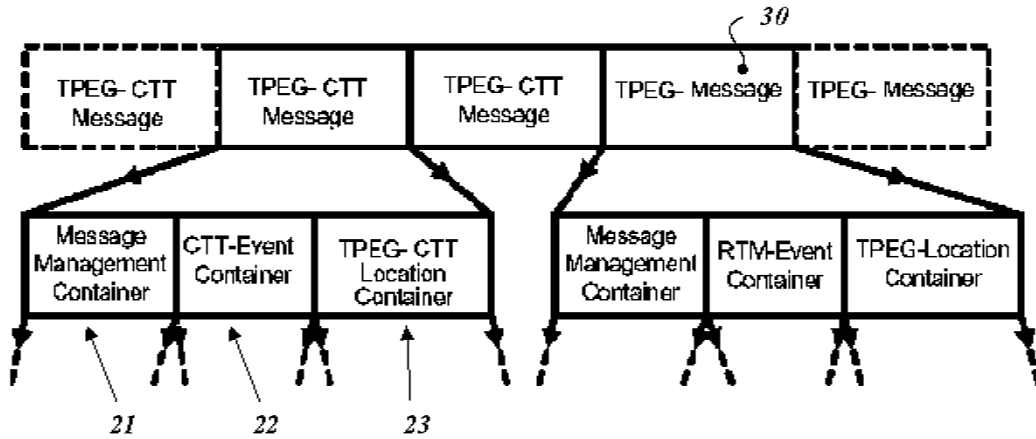 30
TPEG- CTT
Message
TPEG- CTT
Message
TPEG- CTT
Message
TPEG- Message
TPEG- Message
Message
Management
Container
CTT-Event
Container
TPEG- CTT
Location
Container
Message
Management
Container
RTM-Event
Container
TPEG-Location
Container
21
22
23